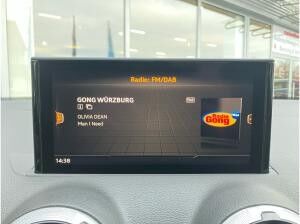 Radio: FM/DAB
GONG WÜRZBURG
OLIVIA DEAN
Man I Need
Radio
Gong
14:38